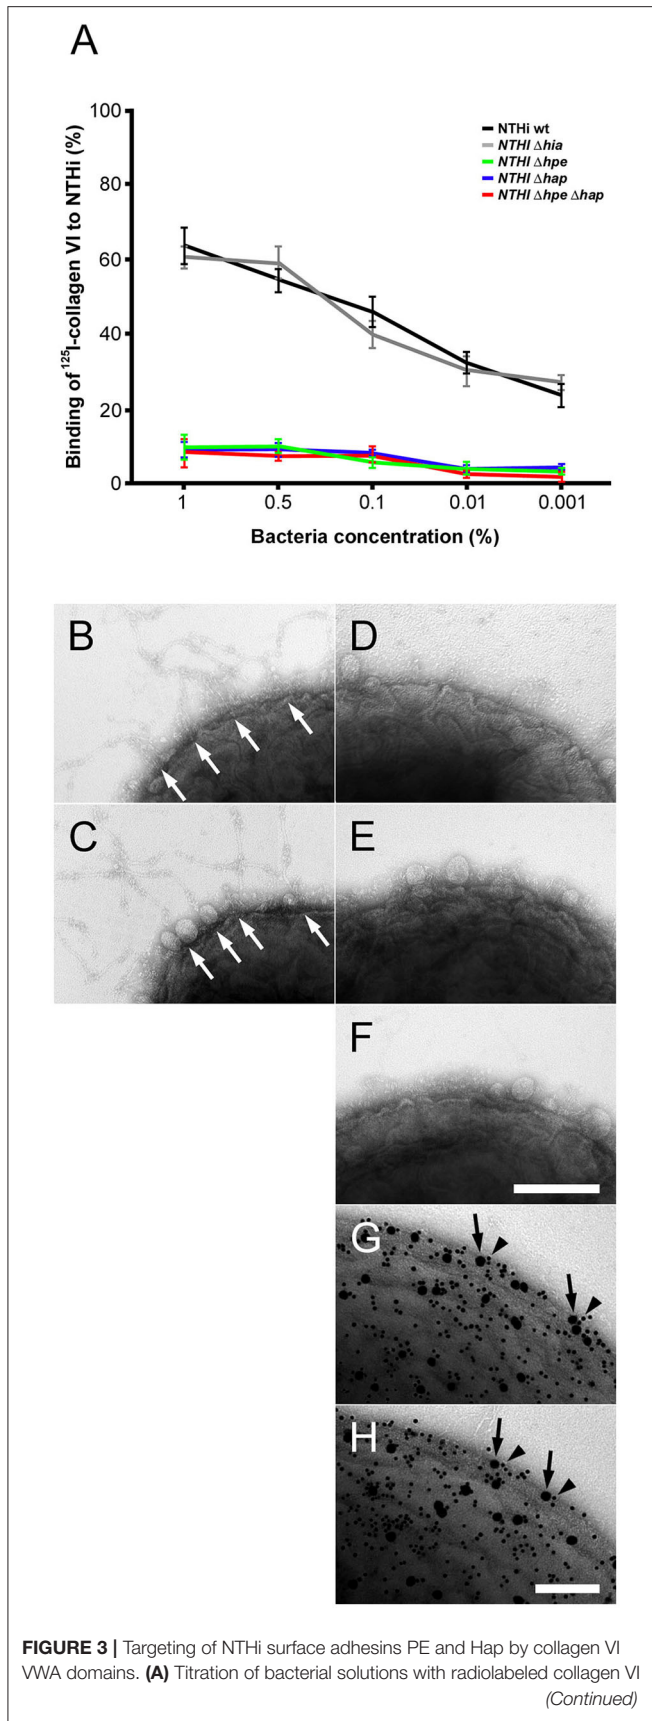 A
100
80
60
40
20
0
Binding of ¹²⁵I-collagen VI to NTHi (%)
NTHi wt
NTHI Δhia
NTHI Δhpe
NTHI Δhap
NTHI Δhpe Δhap
1 0.5 0.1 0.01 0.001
Bacteria concentration (%)
B
D
C
E
F
G
H
FIGURE 3 | Targeting of NTHi surface adhesins PE and Hap by collagen VI
VWA domains. (A) Titration of bacterial solutions with radiolabeled collagen VI
(Continued)